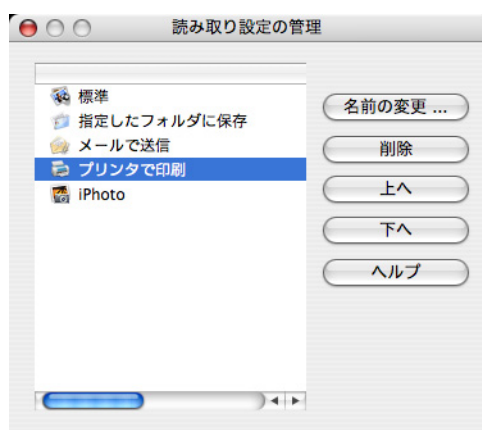 読み取り設定の管理
標準
指定したフォルダに保存
メールで送信
プリンタで印刷
iPhoto
名前の変更 ...
削除
上へ
下へ
ヘルプ